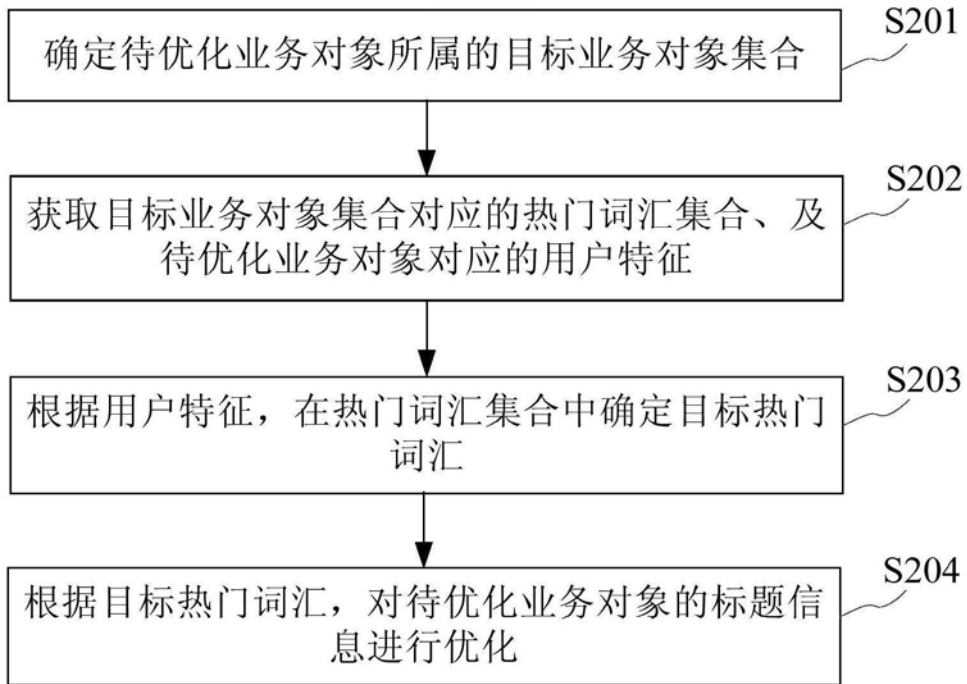 S201
确定待优化业务对象所属的目标业务对象集合
S202
获取目标业务对象集合对应的热门词汇集合、及
待优化业务对象对应的用户特征
S203
根据用户特征，在热门词汇集合中确定目标热门
词汇
S204
根据目标热门词汇，对待优化业务对象的标题信
息进行优化